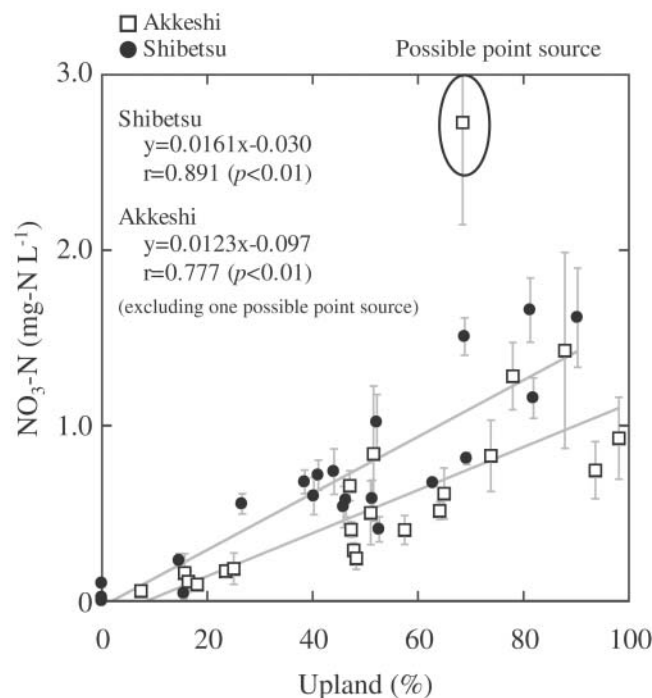 Akkeshi
Shibetsu
Possible point source
3.0
Shibetsu
y=0.0161x-0.030
r=0.891 (p<0.01)
Akkeshi
y=0.0123x-0.097
r=0.777 (p<0.01)
(excluding one possible point source)
2.0
NO₃-N (mg-N L⁻¹)
1.0
0
0 20 40 60 80 100
Upland (%)